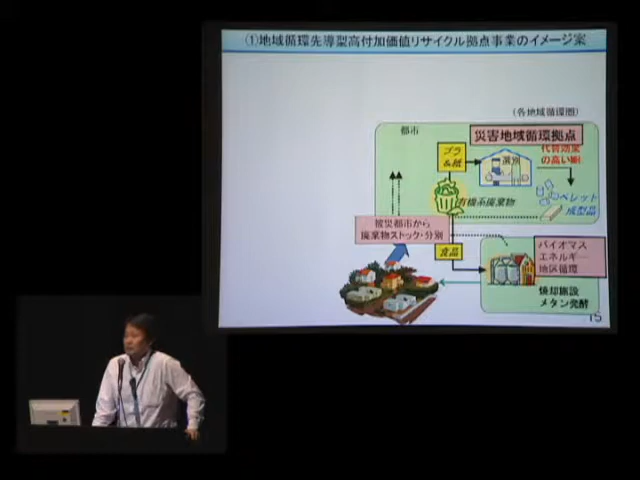 ①地域循環先導型高付加価値リサイクル拠点事業のイメージ案
(各地域循環圏)
都市
災害地域循環拠点
プラ
&紙
選別
代替効果
の高い
ペレット
成型品
有機系廃棄物
被災都市から
廃棄物ストック・分別
食品
バイオマス
エネルギー
地区循環
焼却施設
メタン発酵
15